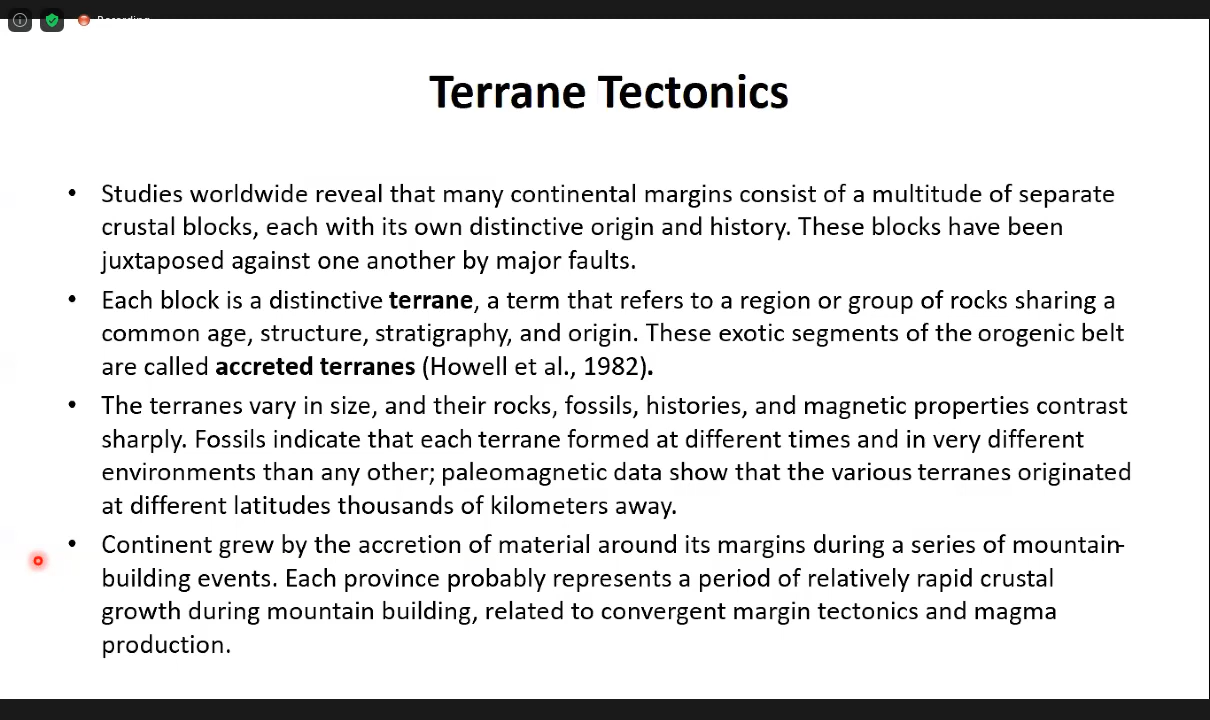 Recording
Terrane Tectonics
• Studies worldwide reveal that many continental margins consist of a multitude of separate
crustal blocks, each with its own distinctive origin and history. These blocks have been
juxtaposed against one another by major faults.
• Each block is a distinctive terrane, a term that refers to a region or group of rocks sharing a
common age, structure, stratigraphy, and origin. These exotic segments of the orogenic belt
are called accreted terranes (Howell et al., 1982).
• The terranes vary in size, and their rocks, fossils, histories, and magnetic properties contrast
sharply. Fossils indicate that each terrane formed at different times and in very different
environments than any other; paleomagnetic data show that the various terranes originated
at different latitudes thousands of kilometers away.
• Continent grew by the accretion of material around its margins during a series of mountain-
building events. Each province probably represents a period of relatively rapid crustal
growth during mountain building, related to convergent margin tectonics and magma
production.